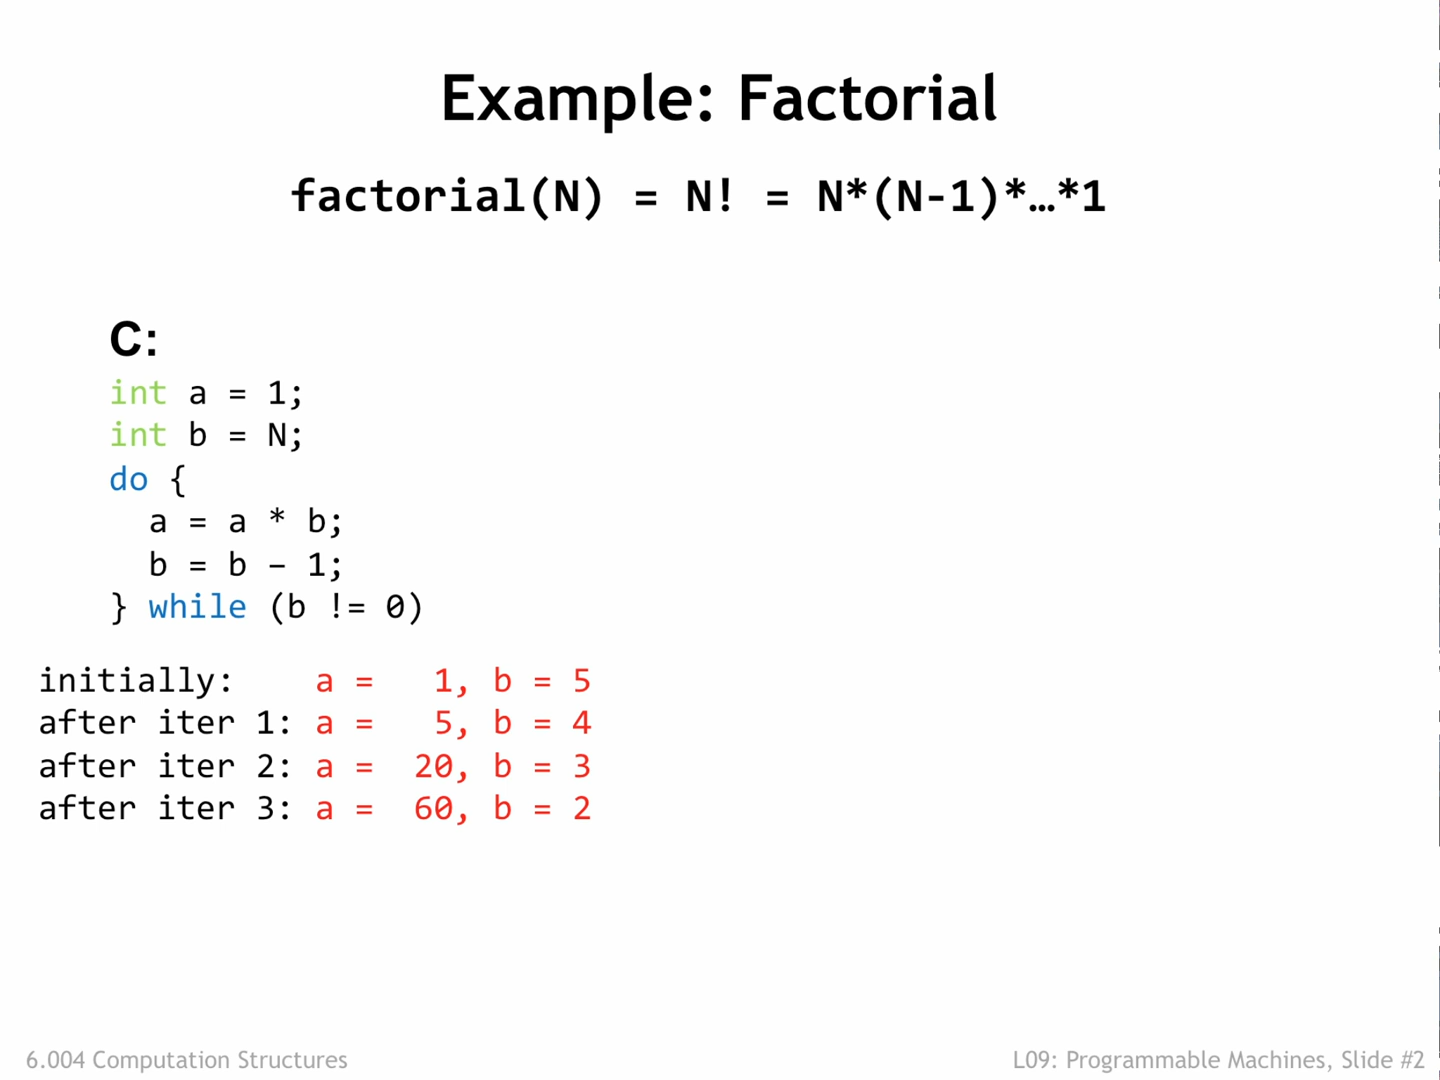 Example: Factorial
factorial(N) = N! = N*(N-1)*…*1
C:
int a = 1;
int b = N;
do {
  a = a * b;
  b = b – 1;
} while (b != 0)
initially:    a =   1, b = 5
after iter 1: a =   5, b = 4
after iter 2: a =  20, b = 3
after iter 3: a =  60, b = 2
6.004 Computation Structures
L09: Programmable Machines, Slide #2